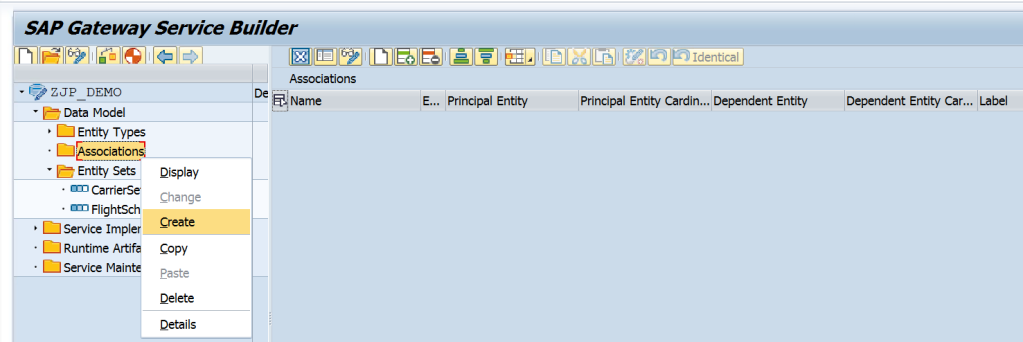 SAP Gateway Service Builder
Identical
Associations
ZJP_DEMO
De
Name
E...
Principal Entity
Principal Entity Cardin...
Dependent Entity
Dependent Entity Car...
Label
Data Model
Entity Types
Associations
Entity Sets
CarrierSe
FlightSch
Service Impler
Runtime Artifa
Service Mainte
Display
Change
Create
Copy
Paste
Delete
Details